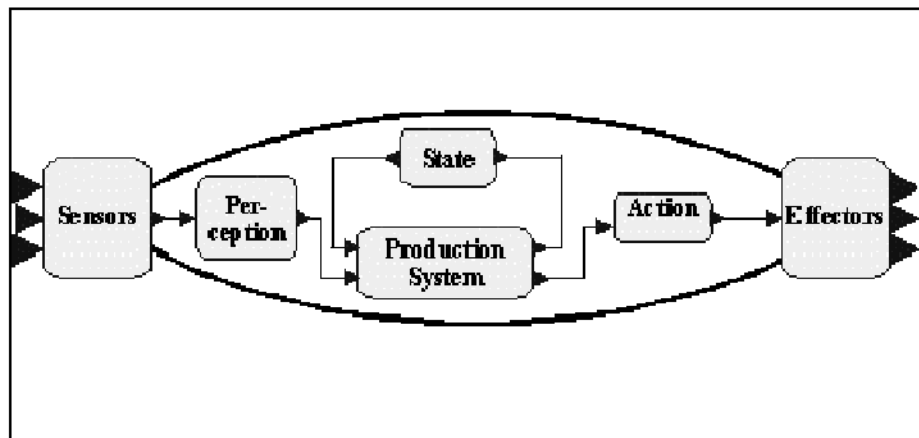 State
Sensors
Per-
ception
Production
System
Action
Effectors